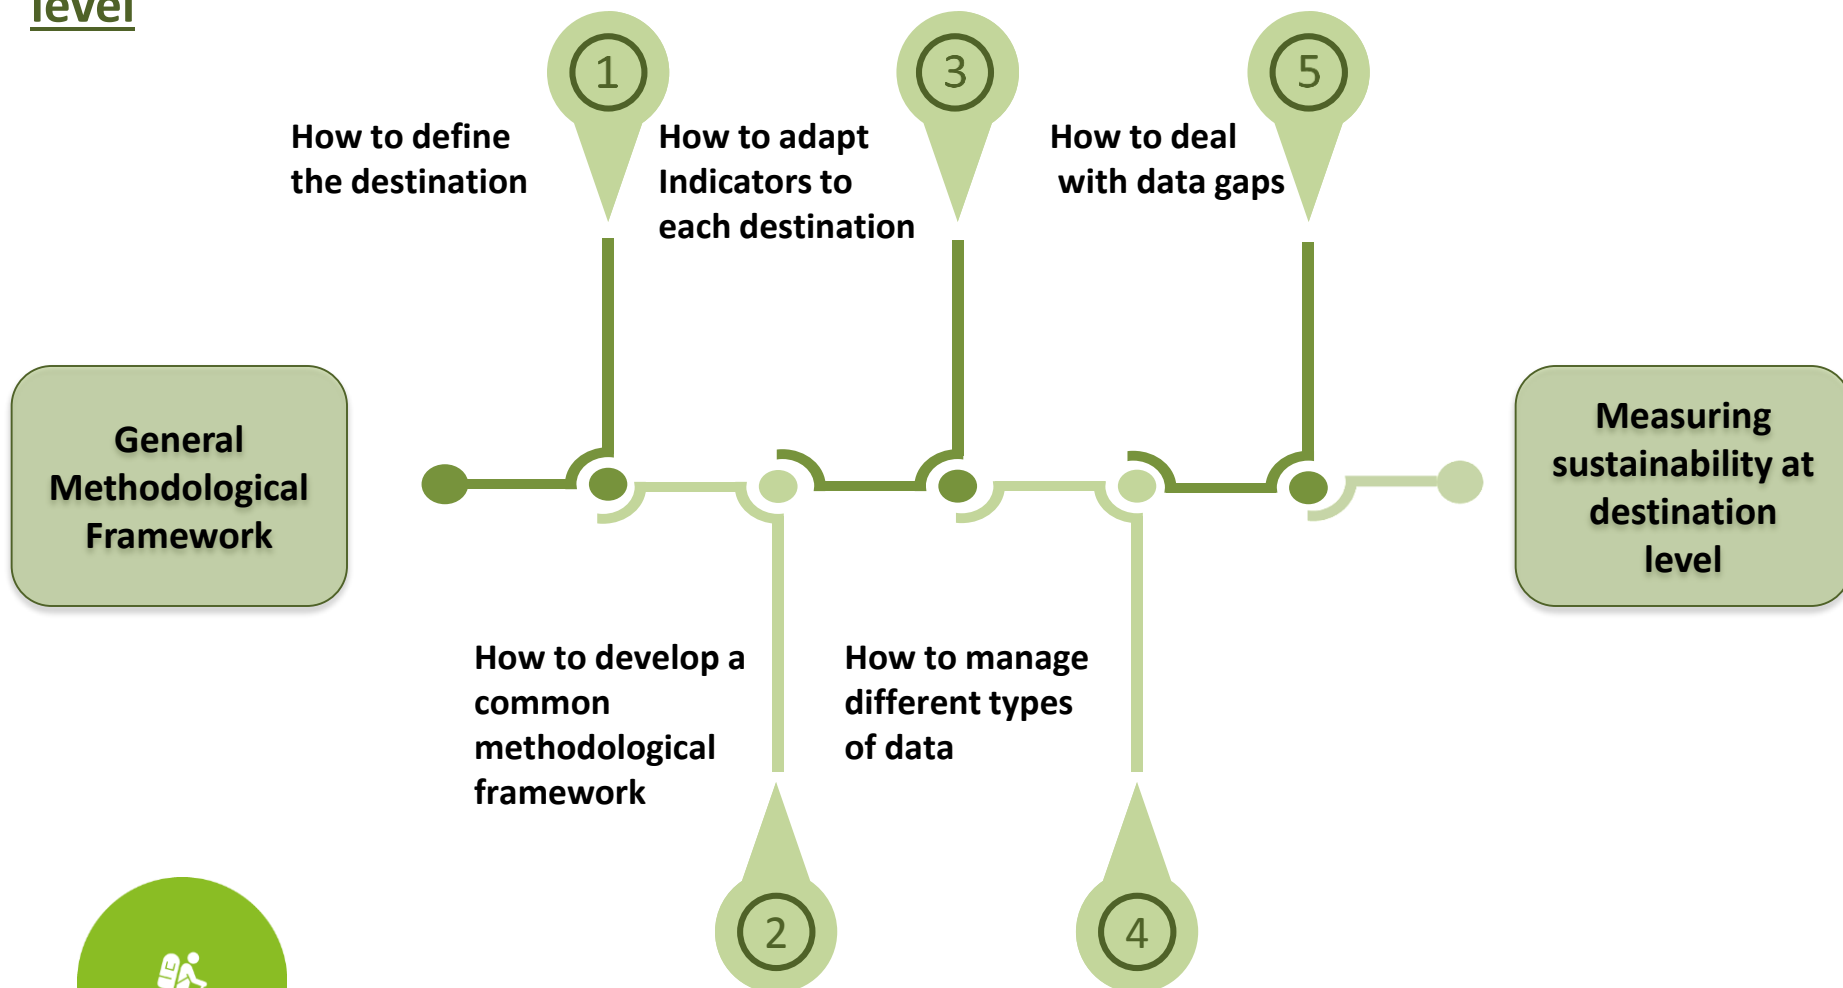 level
1
How to define
the destination
3
How to adapt
Indicators to
each destination
5
How to deal
with data gaps
General
Methodological
Framework
Measuring
sustainability at
destination
level
How to develop a
common
methodological
framework
2
How to manage
different types
of data
4